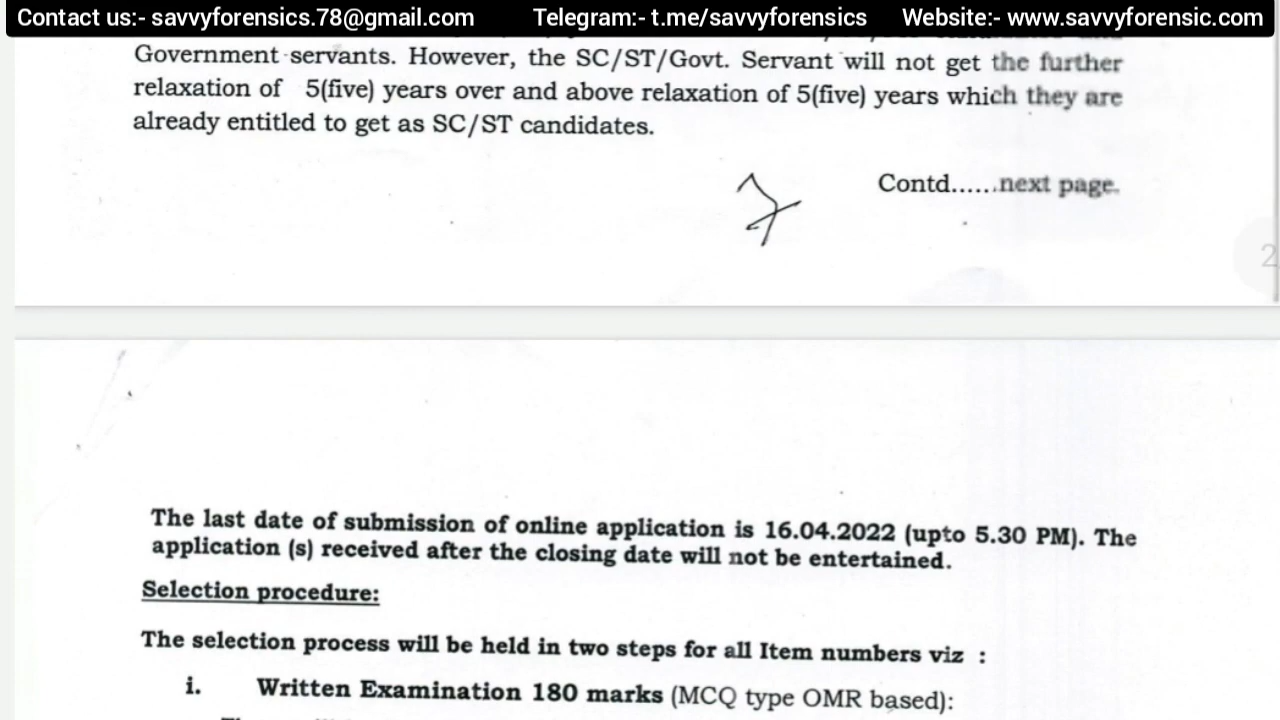 Contact us:- savvyforensics.78@gmail.com Telegram:- t.me/savvyforensics Website:- www.savvyforensic.com
Government servants. However, the SC/ST/Govt. Servant will not get the further
relaxation of 5(five) years over and above relaxation of 5(five) years which they are
already entitled to get as SC/ST candidates.
Contd......next page.
2
The last date of submission of online application is 16.04.2022 (upto 5.30 PM). The
application (s) received after the closing date will not be entertained.
Selection procedure:
The selection process will be held in two steps for all Item numbers viz :
i. Written Examination 180 marks (MCQ type OMR based):